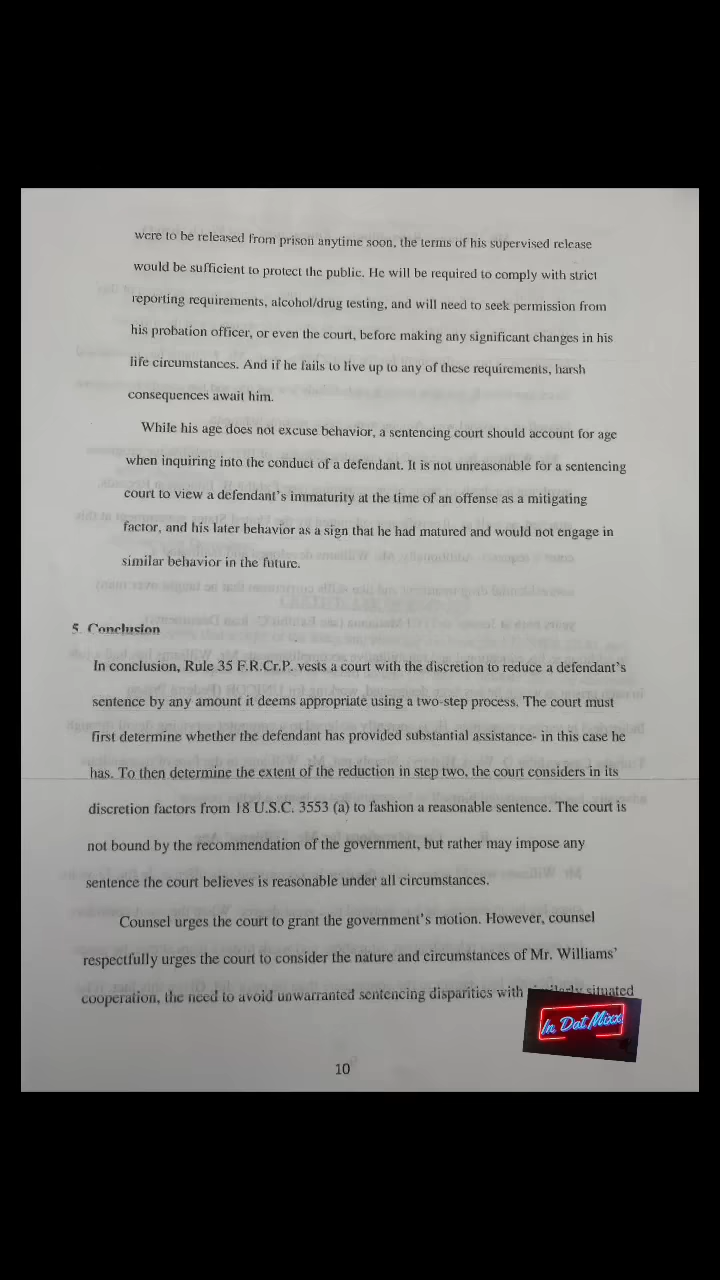 were to be released from prison anytime soon, the terms of his supervised release
would be sufficient to protect the public. He will be required to comply with strict
reporting requirements, alcohol/drug testing, and will need to seek permission from
his probation officer, or even the court, before making any significant changes in his
life circumstances. And if he fails to live up to any of these requirements, harsh
consequences await him.
While his age does not excuse behavior, a sentencing court should account for age
when inquiring into the conduct of a defendant. It is not unreasonable for a sentencing
court to view a defendant's immaturity at the time of an offense as a mitigating
factor, and his later behavior as a sign that he had matured and would not engage in
similar behavior in the future.
5. Conclusion
In conclusion, Rule 35 F.R.Cr.P. vests a court with the discretion to reduce a defendant's
sentence by any amount it deems appropriate using a two-step process. The court must
first determine whether the defendant has provided substantial assistance- in this case he
has. To then determine the extent of the reduction in step two, the court considers in its
discretion factors from 18 U.S.C. 3553 (a) to fashion a reasonable sentence. The court is
not bound by the recommendation of the government, but rather may impose any
sentence the court believes is reasonable under all circumstances.
Counsel urges the court to grant the government's motion. However, counsel
respectfully urges the court to consider the nature and circumstances of Mr. Williams'
cooperation, the need to avoid unwarranted sentencing disparities with situated
In Dat Mixx
10